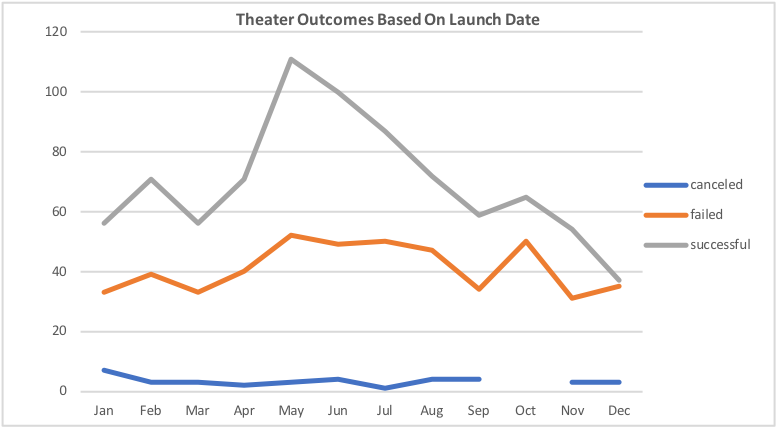 Theater Outcomes Based On Launch Date
120
100
80
60
40
20
0
Jan Feb Mar Apr May Jun Jul Aug Sep Oct Nov Dec
canceled
failed
successful